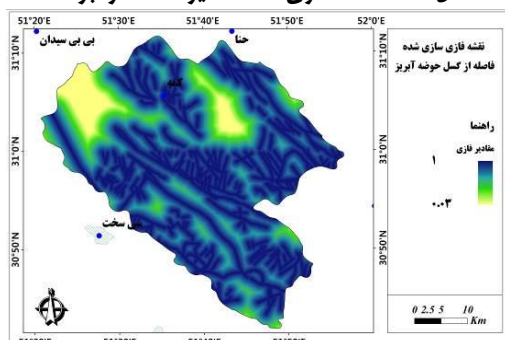 51°20'E 51°30'E 51°40'E 51°50'E 52°0'E
بی بی سیدان
حنا
31°10'N
31°10'N
نقشه فازی سازی شده
فاصله از گسل حوضه آبریز
راهنما
مقادیر فازی
۱
۰.۰۳
31°0'N
31°0'N
30°50'N
30°50'N
0 2.5 5 10
Km